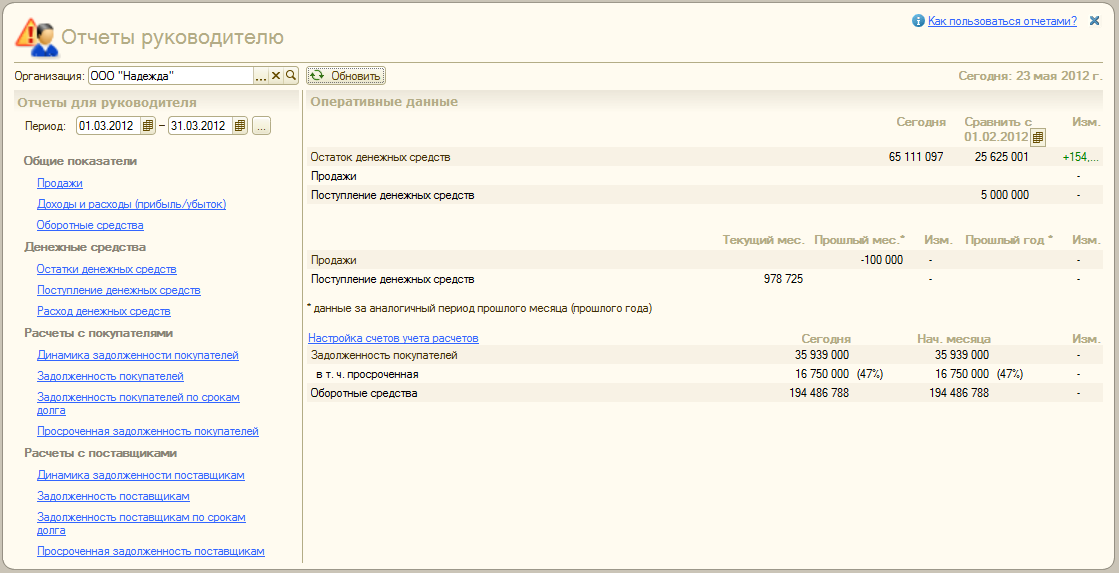 Как пользоваться отчетами?
Отчеты руководителю
Организация: ООО "Надежда" ... Обновить Сегодня: 23 мая 2012 г.
Отчеты для руководителя
Период: 01.03.2012 – 31.03.2012 ...
Общие показатели
Продажи
Доходы и расходы (прибыль/убыток)
Оборотные средства
Денежные средства
Остатки денежных средств
Поступление денежных средств
Расход денежных средств
Расчеты с покупателями
Динамика задолженности покупателей
Задолженность покупателей
Задолженность покупателей по срокам
долга
Просроченная задолженность покупателей
Расчеты с поставщиками
Динамика задолженности поставщикам
Задолженность поставщикам
Задолженность поставщикам по срокам
долга
Просроченная задолженность поставщикам
Оперативные данные
Сегодня Сравнить с Изм.
01.02.2012
Остаток денежных средств 65 111 097 25 625 001 +154,...
Продажи -
Поступление денежных средств 5 000 000 -
Текущий мес. Прошлый мес.* Изм. Прошлый год * Изм.
Продажи -100 000 - -
Поступление денежных средств 978 725 - -
* данные за аналогичный период прошлого месяца (прошлого года)
Настройка счетов учета расчетов Сегодня Нач. месяца Изм.
Задолженность покупателей 35 939 000 35 939 000 -
в т. ч. просроченная 16 750 000 (47%) 16 750 000 (47%) -
Оборотные средства 194 486 788 194 486 788 -